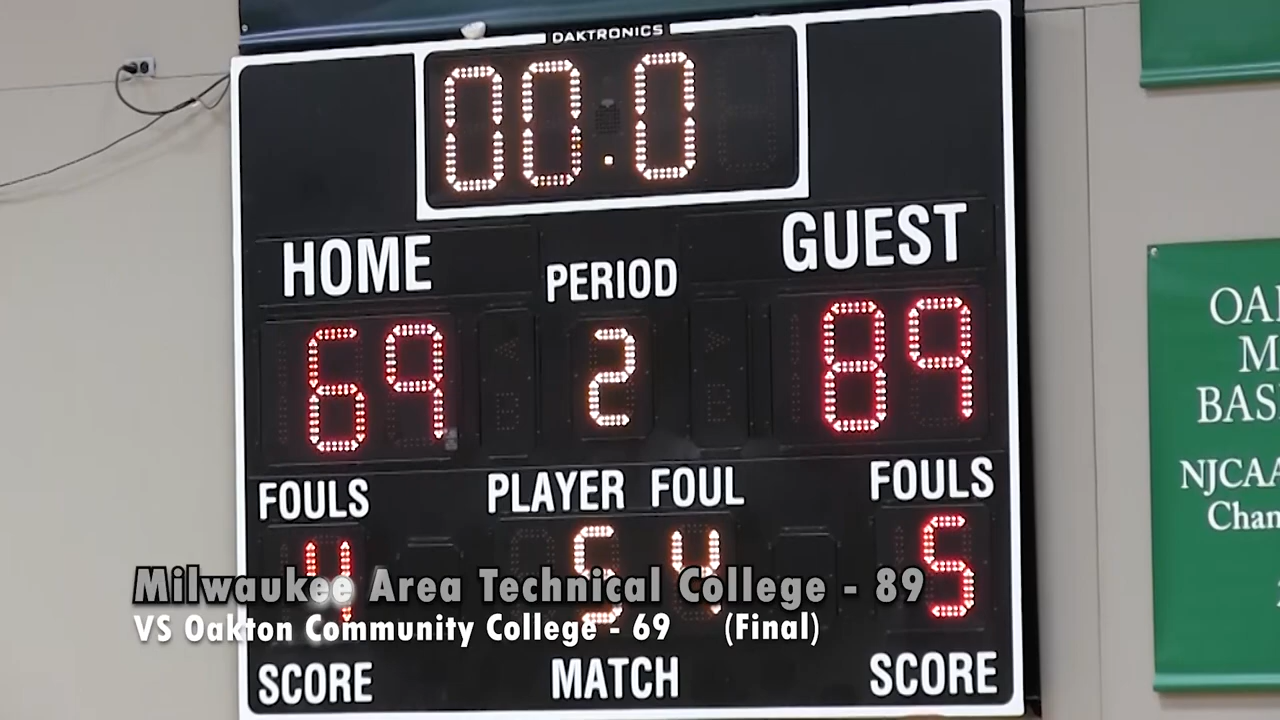 DAKTRONICS
00.0
HOME
PERIOD
GUEST
69
2
89
FOULS
PLAYER FOUL
FOULS
4
5 4
5
Milwaukee Area Technical College - 89
VS Oakton Community College - 69 (Final)
SCORE
MATCH
SCORE
NJCAA